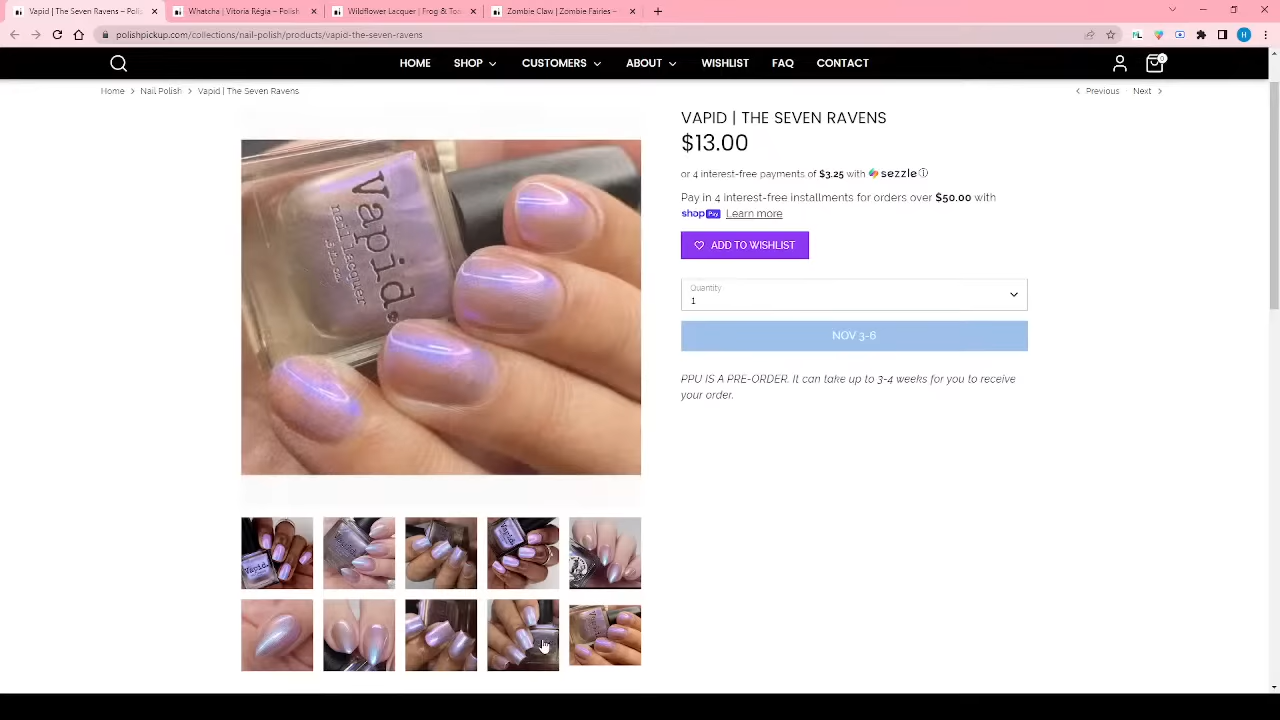 Vapid | The Seven Ravens – Polis
Whatcha | Vitoria Régia – Polish
Wildflower Lacquer | Frog & Toa
Zombie Claw | Zombie Fairies –
polishpickup.com/collections/nail-polish/products/vapid-the-seven-ravens
H
HOME SHOP CUSTOMERS ABOUT WISHLIST FAQ CONTACT
0
Home > Nail Polish > Vapid | The Seven Ravens
< Previous Next >
VAPID | THE SEVEN RAVENS
$13.00
or 4 interest-free payments of $3.25 with sezzle
Pay in 4 interest-free installments for orders over $50.00 with
shop Pay Learn more
ADD TO WISHLIST
Quantity
1
NOV 3-6
PPU IS A PRE-ORDER. It can take up to 3-4 weeks for you to receive
your order.
Vapid
nail lacquer